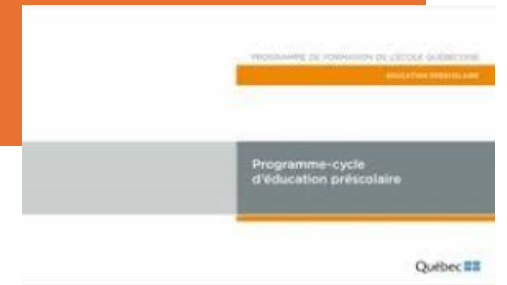 PROGRAMME DE FORMATION DE L'ÉCOLE QUÉBÉCOISE
ÉDUCATION PRÉSCOLAIRE
Programme-cycle
d'éducation préscolaire
Québec